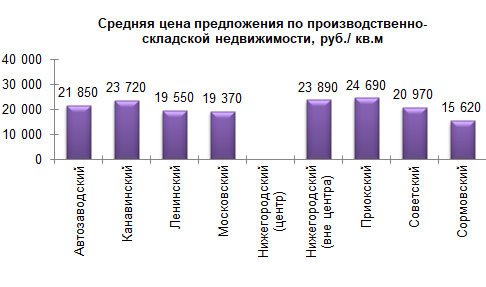 Средняя цена предложения по производственно-
складской недвижимости, руб./ кв.м
40 000
30 000
20 000
10 000
0
21 850
23 720
19 550
19 370
23 890
24 690
20 970
15 620
Автозаводский
Канавинский
Ленинский
Московский
Нижегородский
(центр)
Нижегородский
(вне центра)
Приокский
Советский
Сормовский